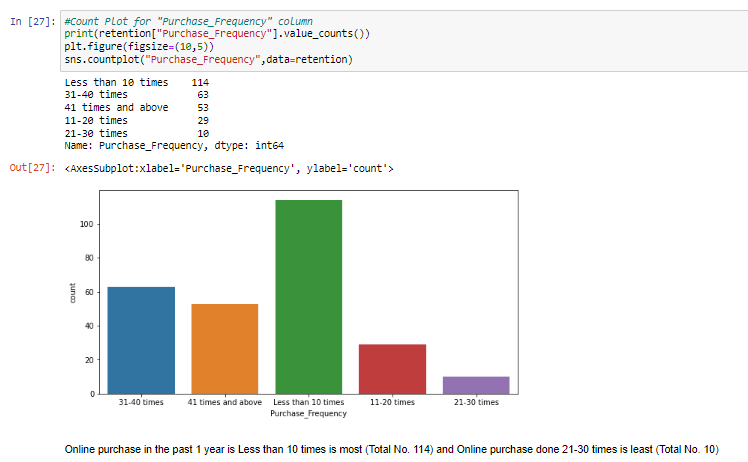 In [27]: #Count Plot for "Purchase_Frequency" column
print(retention["Purchase_Frequency"].value_counts())
plt.figure(figsize=(10,5))
sns.countplot("Purchase_Frequency",data=retention)
Less than 10 times 114
31-40 times 63
41 times and above 53
11-20 times 29
21-30 times 10
Name: Purchase_Frequency, dtype: int64
Out[27]: <AxesSubplot:xlabel='Purchase_Frequency', ylabel='count'>
100
80
60
40
20
0
count
31-40 times 41 times and above Less than 10 times 11-20 times 21-30 times
Purchase_Frequency
Online purchase in the past 1 year is Less than 10 times is most (Total No. 114) and Online purchase done 21-30 times is least (Total No. 10)